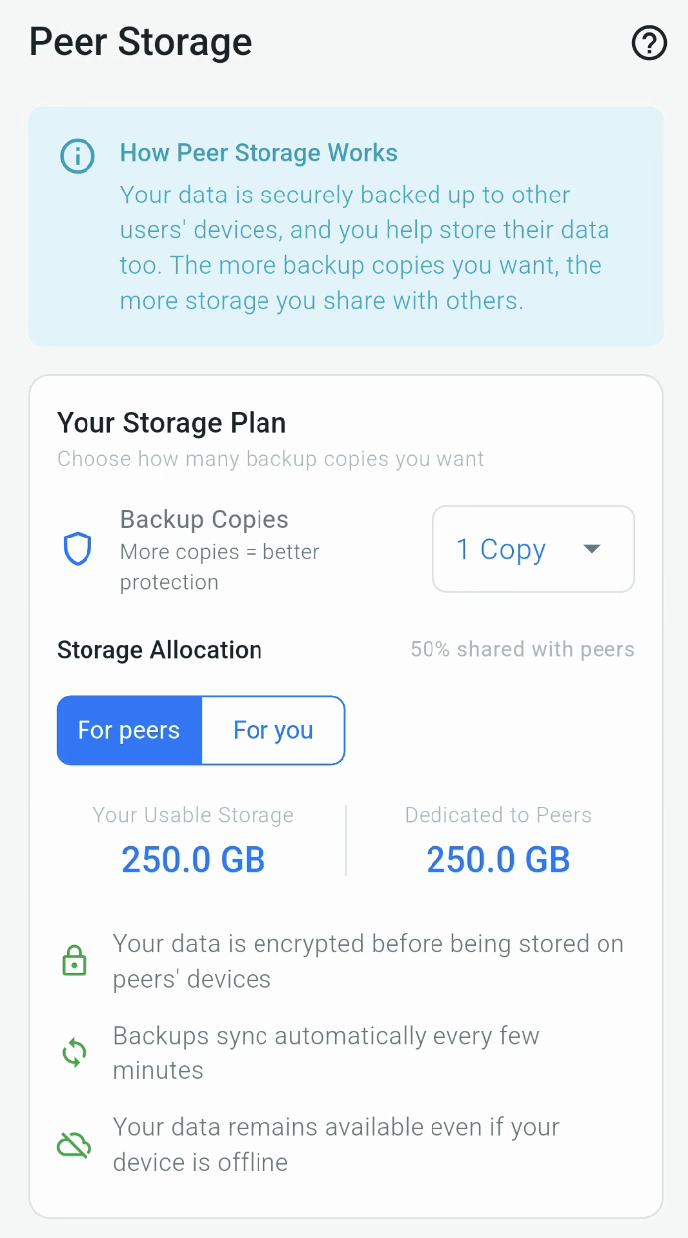 Peer Storage
How Peer Storage Works
Your data is securely backed up to other
users' devices, and you help store their data
too. The more backup copies you want, the
more storage you share with others.
Your Storage Plan
Choose how many backup copies you want
Backup Copies
More copies = better
protection
1 Copy
Storage Allocation
50% shared with peers
For peers
For you
Your Usable Storage
Dedicated to Peers
250.0 GB
250.0 GB
Your data is encrypted before being stored on
peers' devices
Backups sync automatically every few
minutes
Your data remains available even if your
device is offline